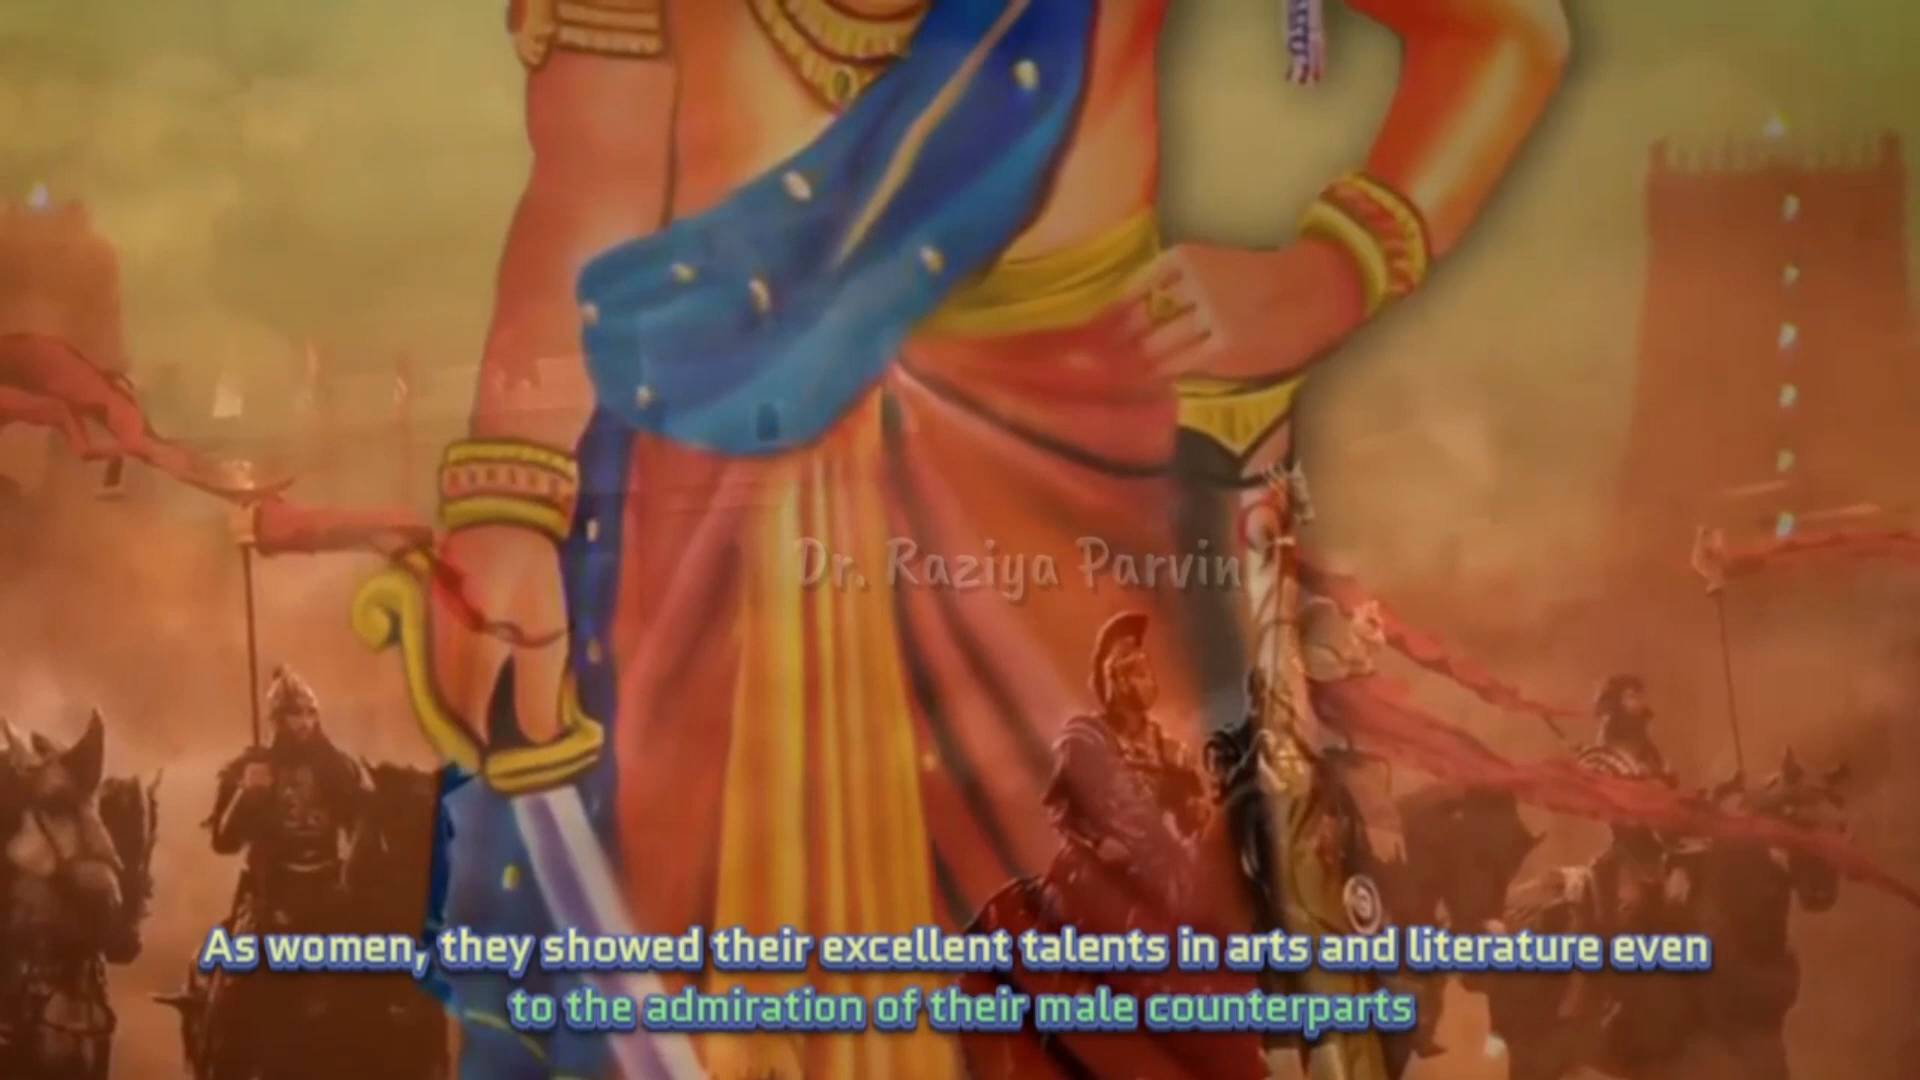 Dr. Raziya Parvin
As women, they showed their excellent talents in arts and literature even
to the admiration of their male counterparts